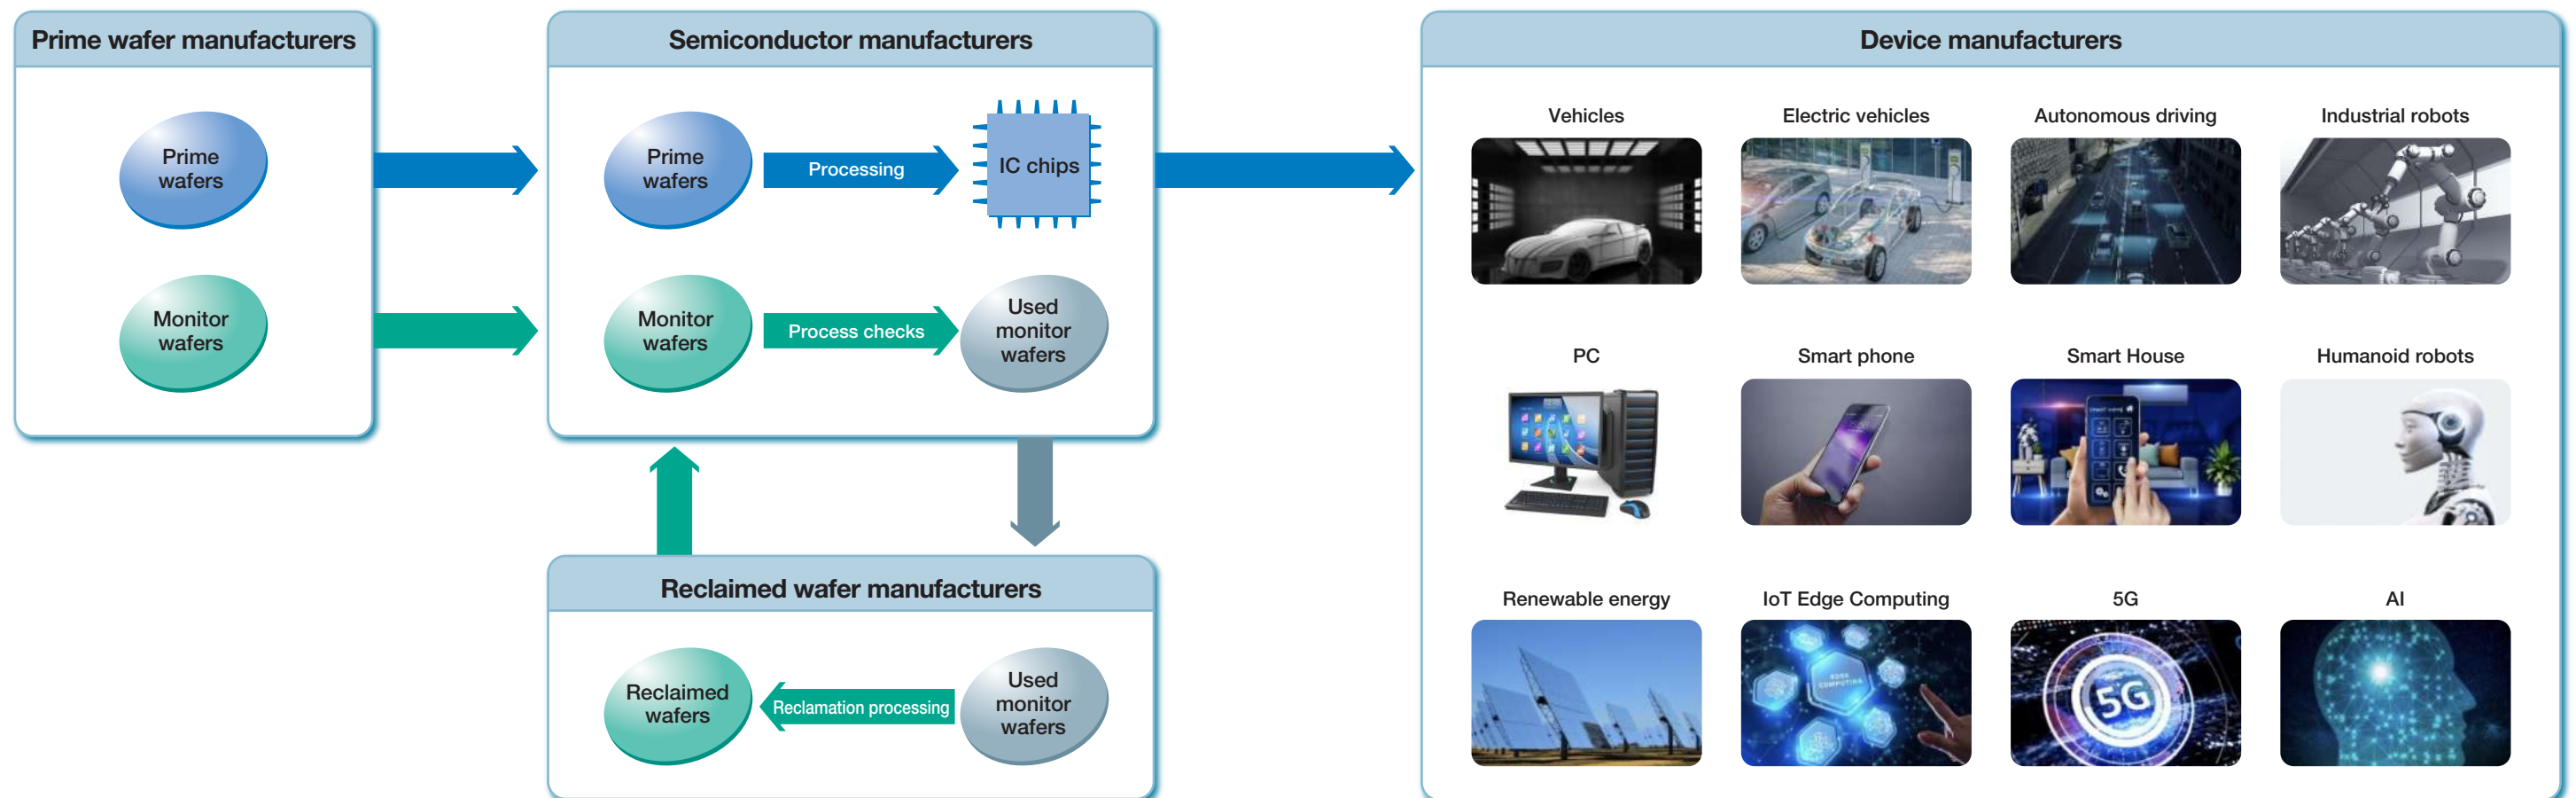 Prime wafer manufacturers
Prime
wafers
Monitor
wafers
Semiconductor manufacturers
Prime
wafers
Processing
IC chips
Monitor
wafers
Process checks
Used
monitor
wafers
Reclaimed wafer manufacturers
Reclaimed
wafers
Reclamation processing
Used
monitor
wafers
Device manufacturers
Vehicles
Electric vehicles
Autonomous driving
Industrial robots
PC
Smart phone
Smart House
Humanoid robots
Renewable energy
IoT Edge Computing
5G
AI
EDGE
COMPUTING
5G